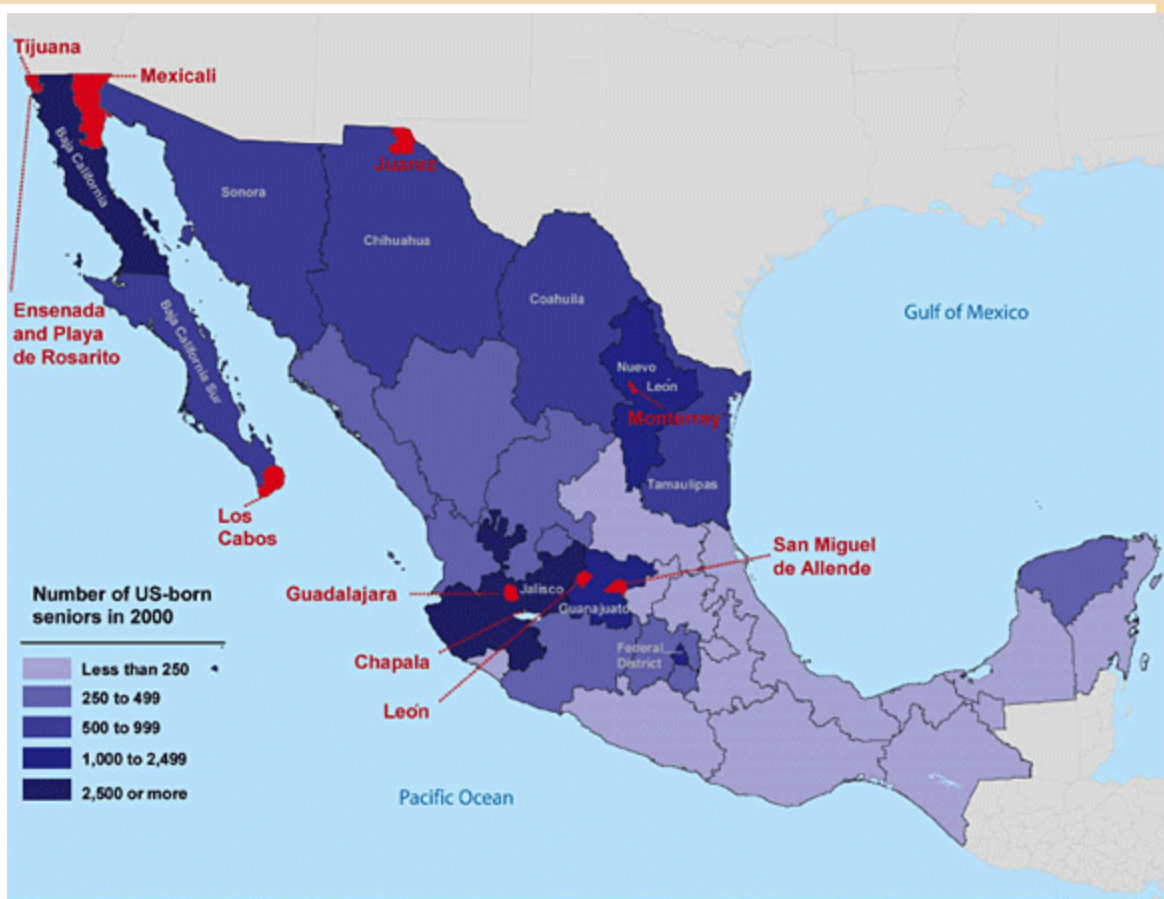 Tijuana
Mexicali
Baja California
Sonora
Juarez
Chihuahua
Ensenada
and Playa
de Rosarito
Baja California Sur
Coahuila
Gulf of Mexico
Nuevo
León
Monterrey
Tamaulipas
Los
Cabos
San Miguel
de Allende
Guadalajara
Jalisco
Guanajuato
Chapala
Federal
District
León
Number of US-born
seniors in 2000
Less than 250
250 to 499
500 to 999
1,000 to 2,499
2,500 or more
Pacific Ocean